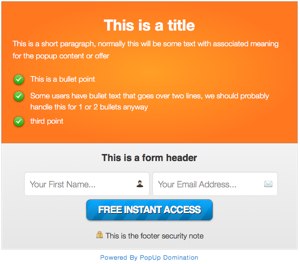 This is a title
This is a short paragraph, normally this will be some text with associated meaning
for the popup content or offer
This is a bullet point
Some users have bullet text that goes over two lines, we should probably
handle this for 1 or 2 bullets anyway
third point
This is a form header
Your First Name...
Your Email Address...
FREE INSTANT ACCESS
This is the footer security note
Powered By PopUp Domination